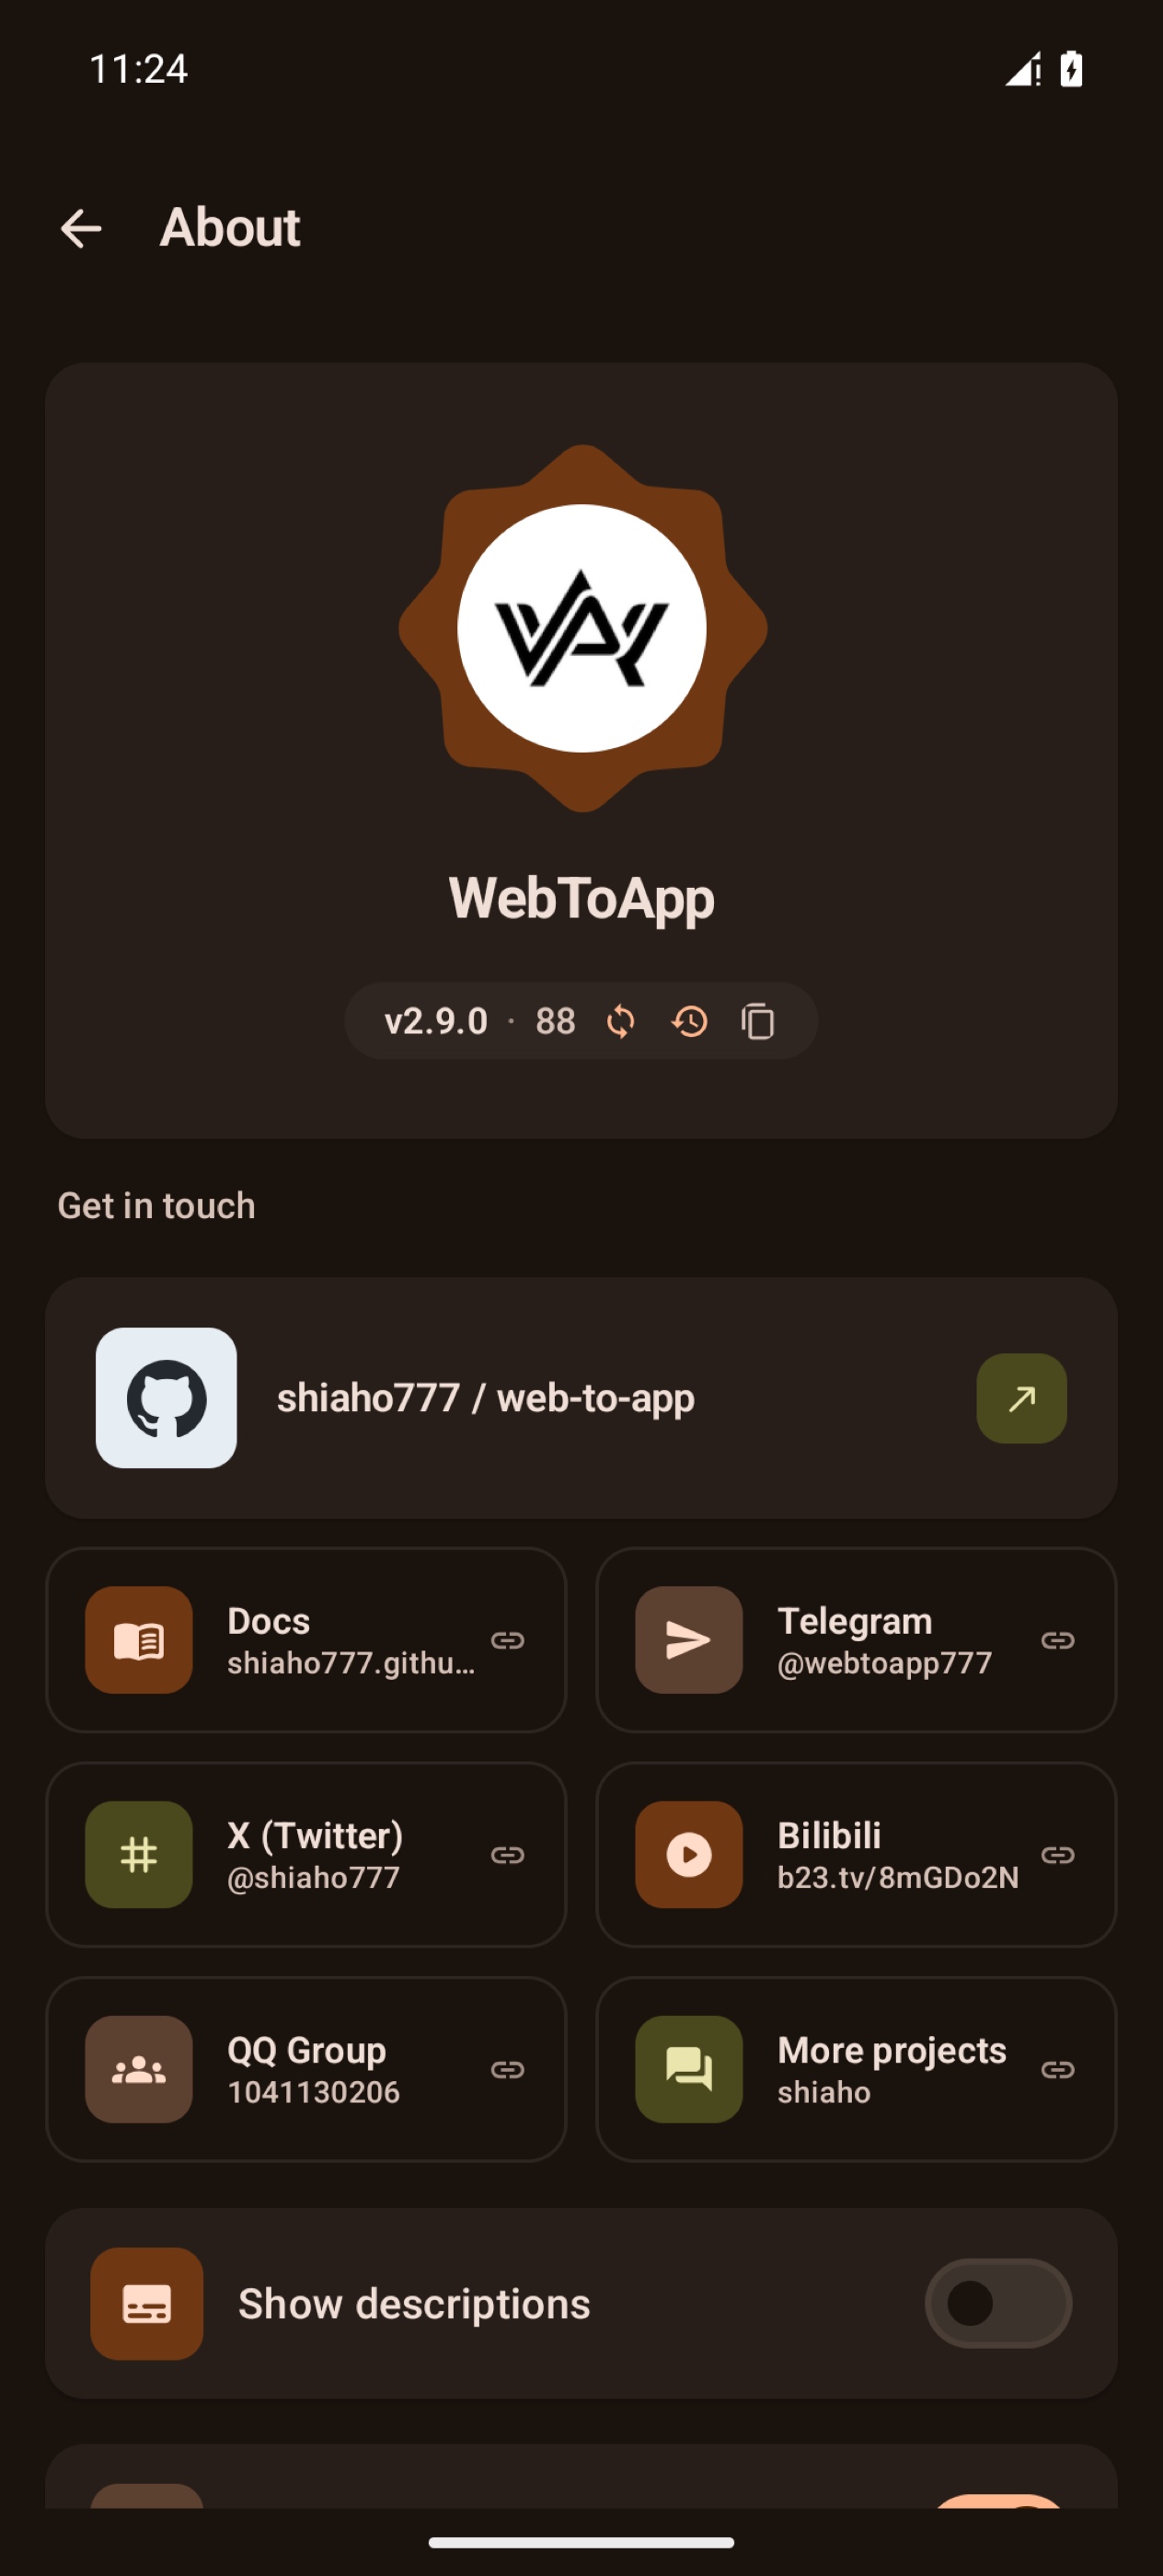 11:24
About
WebToApp
v2.9.0 · 88
Get in touch
shiaho777 / web-to-app
Docs
shiaho777.githu...
Telegram
@webtoapp777
X (Twitter)
@shiaho777
Bilibili
b23.tv/8mGDo2N
QQ Group
1041130206
More projects
shiaho
Show descriptions